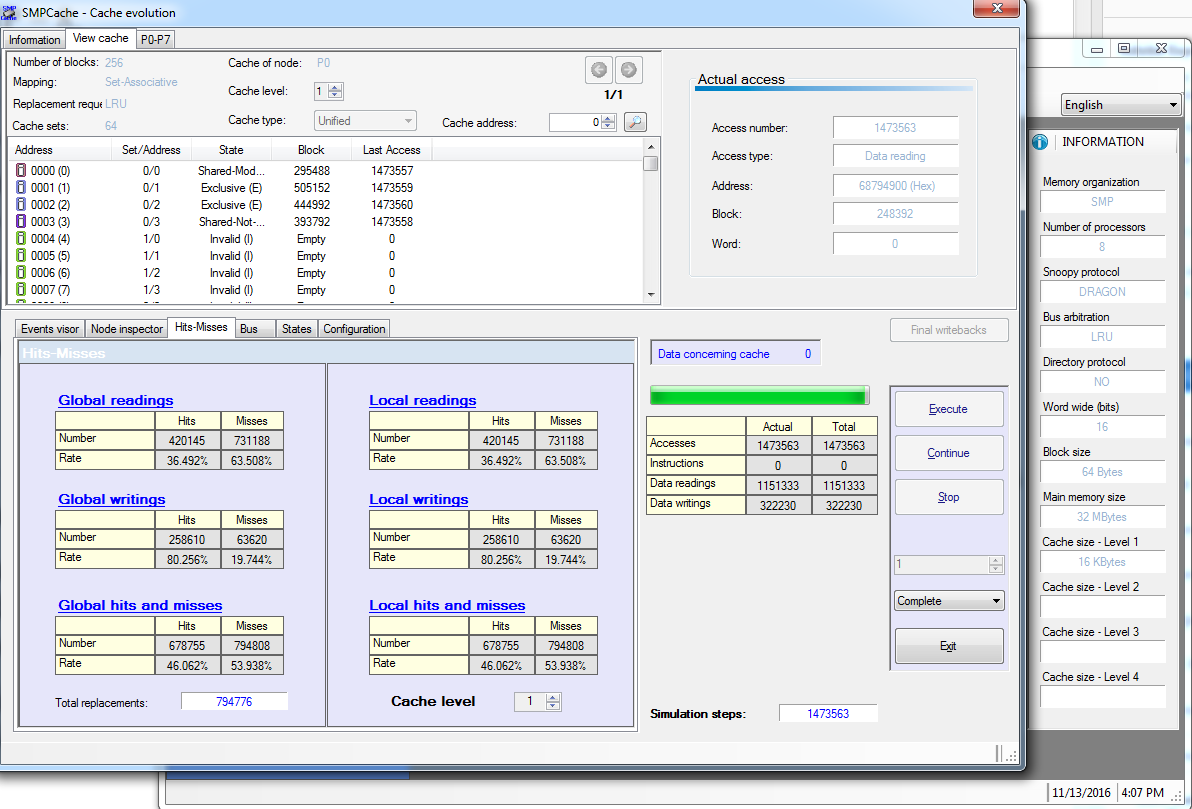 SMPCache - Cache evolution
Information View cache P0-P7
Number of blocks: 256
Mapping: Set-Associative
Replacement reque LRU
Cache sets: 64
Cache of node: P0
Cache level: 1
Cache type: Unified
1/1
Cache address: 0
Address Set/Address State Block Last Access
0000 (0) 0/0 Shared-Mod... 295488 1473557
0001 (1) 0/1 Exclusive (E) 505152 1473559
0002 (2) 0/2 Exclusive (E) 444992 1473560
0003 (3) 0/3 Shared-Not-... 393792 1473558
0004 (4) 1/0 Invalid (I) Empty 0
0005 (5) 1/1 Invalid (I) Empty 0
0006 (6) 1/2 Invalid (I) Empty 0
0007 (7) 1/3 Invalid (I) Empty 0
Actual access
Access number: 1473563
Access type: Data reading
Address: 68794900 (Hex)
Block: 248392
Word: 0
Events visor Node inspector Hits-Misses Bus States Configuration
Hits-Misses
Global readings
Hits Misses
Number 420145 731188
Rate 36.492% 63.508%
Global writings
Hits Misses
Number 258610 63620
Rate 80.256% 19.744%
Global hits and misses
Hits Misses
Number 678755 794808
Rate 46.062% 53.938%
Total replacements: 794776
Local readings
Hits Misses
Number 420145 731188
Rate 36.492% 63.508%
Local writings
Hits Misses
Number 258610 63620
Rate 80.256% 19.744%
Local hits and misses
Hits Misses
Number 678755 794808
Rate 46.062% 53.938%
Cache level 1
Final writebacks
Data concerning cache 0
Actual Total
Accesses 1473563 1473563
Instructions 0 0
Data readings 1151333 1151333
Data writings 322230 322230
Execute
Continue
Stop
1
Complete
Exit
Simulation steps: 1473563
English
INFORMATION
Memory organization
SMP
Number of processors
8
Snoopy protocol
DRAGON
Bus arbitration
LRU
Directory protocol
NO
Word wide (bits)
16
Block size
64 Bytes
Main memory size
32 MBytes
Cache size - Level 1
16 KBytes
Cache size - Level 2
Cache size - Level 3
Cache size - Level 4
11/13/2016 4:07 PM